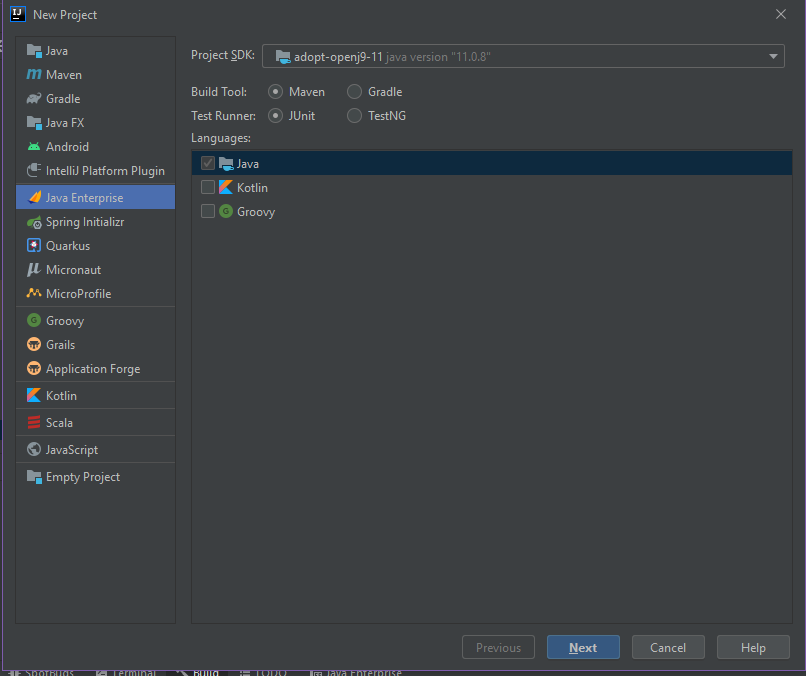 New Project
Java
Maven
Gradle
Java FX
Android
IntelliJ Platform Plugin
Java Enterprise
Spring Initializr
Quarkus
Micronaut
MicroProfile
Groovy
Grails
Application Forge
Kotlin
Scala
JavaScript
Empty Project
Project SDK: adopt-openj9-11 java version "11.0.8"
Build Tool: Maven Gradle
Test Runner: JUnit TestNG
Languages:
Java
Kotlin
Groovy
Previous Next Cancel Help
SpotBugs Terminal Build TODO Java Enterprise